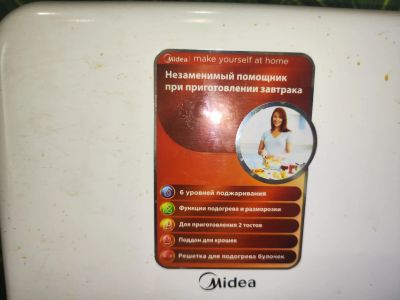 Midea make yourself at home
Незаменимый помощник
при приготовлении завтрака
6 уровней поджаривания
Функции подогрева и разморозки
Для приготовления 2 тостов
Поддон для крошек
Решетка для подогрева булочек
Midea